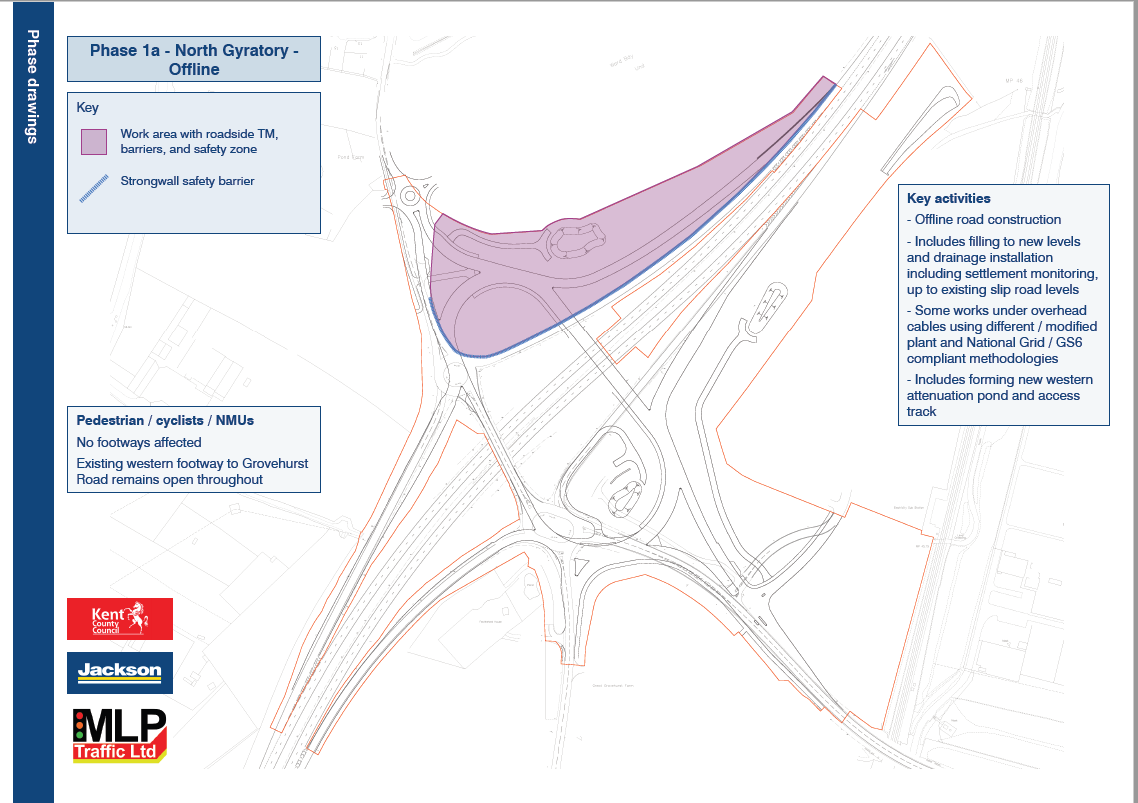 Phase drawings
Phase 1a - North Gyratory -
Offline
Key
Work area with roadside TM,
barriers, and safety zone
Strongwall safety barrier
Key activities
- Offline road construction
- Includes filling to new levels
and drainage installation
including settlement monitoring,
up to existing slip road levels
- Some works under overhead
cables using different / modified
plant and National Grid / GS6
compliant methodologies
- Includes forming new western
attenuation pond and access
track
Pedestrian / cyclists / NMUs
No footways affected
Existing western footway to Grovehurst
Road remains open throughout
Kent
County
Council
Jackson
MLP
Traffic Ltd